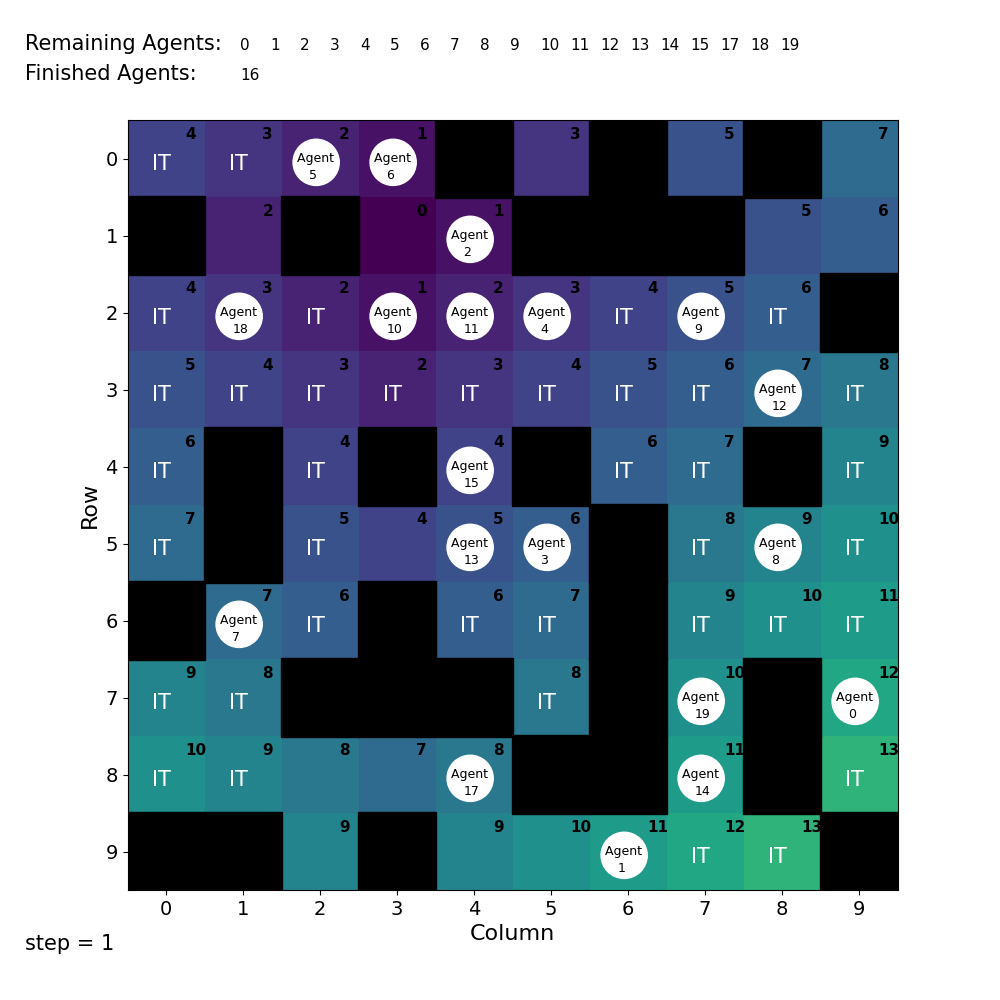 Remaining Agents: 0 1 2 3 4 5 6 7 8 9 10 11 12 13 14 15 17 18 19
Finished Agents: 16
4 3 2 1 3 5 7
0 IT IT Agent 5 Agent 6
2 0 1 5 6
1 Agent 2
4 3 2 1 2 3 4 5 6
2 IT Agent 18 IT Agent 10 Agent 11 Agent 4 IT Agent 9 IT
5 4 3 2 3 4 5 6 7 8
3 IT IT IT IT IT IT IT IT Agent 12 IT
6 4 4 6 7 9
4 IT IT Agent 15 IT IT IT
7 5 4 5 6 8 9 10
5 IT IT Agent 13 Agent 3 IT Agent 8 IT
7 6 6 7 9 10 11
6 Agent 7 IT IT IT IT IT IT
9 8 8 10 12
7 IT IT IT Agent 19 Agent 0
10 9 8 7 8 11 13
8 IT IT Agent 17 Agent 14 IT
9 9 10 11 12 13
9 Agent 1 IT IT
0 1 2 3 4 5 6 7 8 9
Row
Column
step = 1